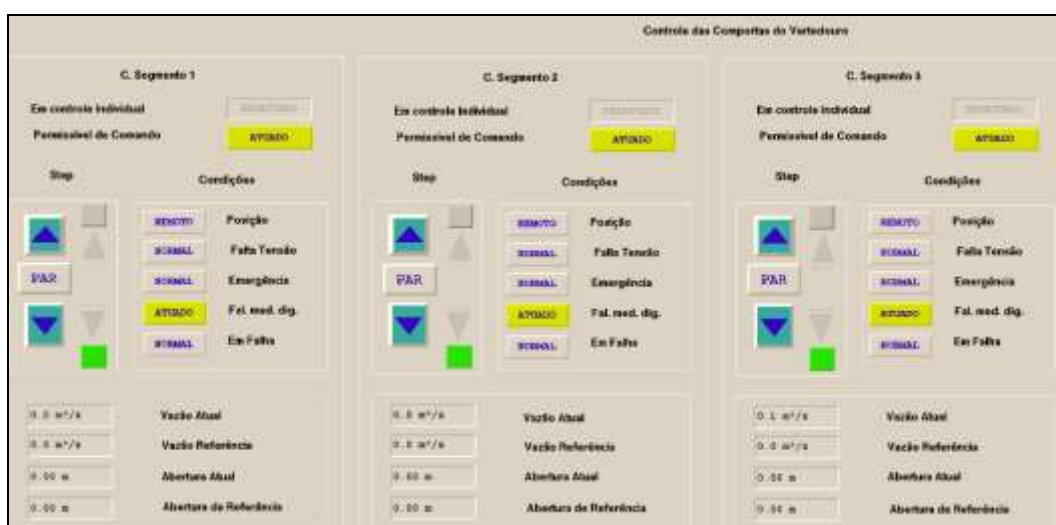 Controle das Comportas do Vertedouro
C. Segmento 1
Em controle Individual
Permissível de Comando
ATUADO
Step
Condições
REMOTO Posição
NORMAL Falta Tensão
PAR
NORMAL Emergência
ATUADO Fal. med. dig.
NORMAL Em Falha
0.0 m³/s Vazão Atual
0.0 m³/s Vazão Referência
0.00 m Abertura Atual
0.00 m Abertura de Referência
C. Segmento 2
Em controle Individual
Permissível de Comando
ATUADO
Step
Condições
REMOTO Posição
NORMAL Falta Tensão
PAR
NORMAL Emergência
ATUADO Fal. med. dig.
NORMAL Em Falha
0.0 m³/s Vazão Atual
0.0 m³/s Vazão Referência
0.00 m Abertura Atual
0.00 m Abertura de Referência
C. Segmento 3
Em controle Individual
Permissível de Comando
ATUADO
Step
Condições
REMOTO Posição
NORMAL Falta Tensão
PAR
NORMAL Emergência
ATUADO Fal. med. dig.
NORMAL Em Falha
0.1 m³/s Vazão Atual
0.0 m³/s Vazão Referência
0.00 m Abertura Atual
0.00 m Abertura de Referência